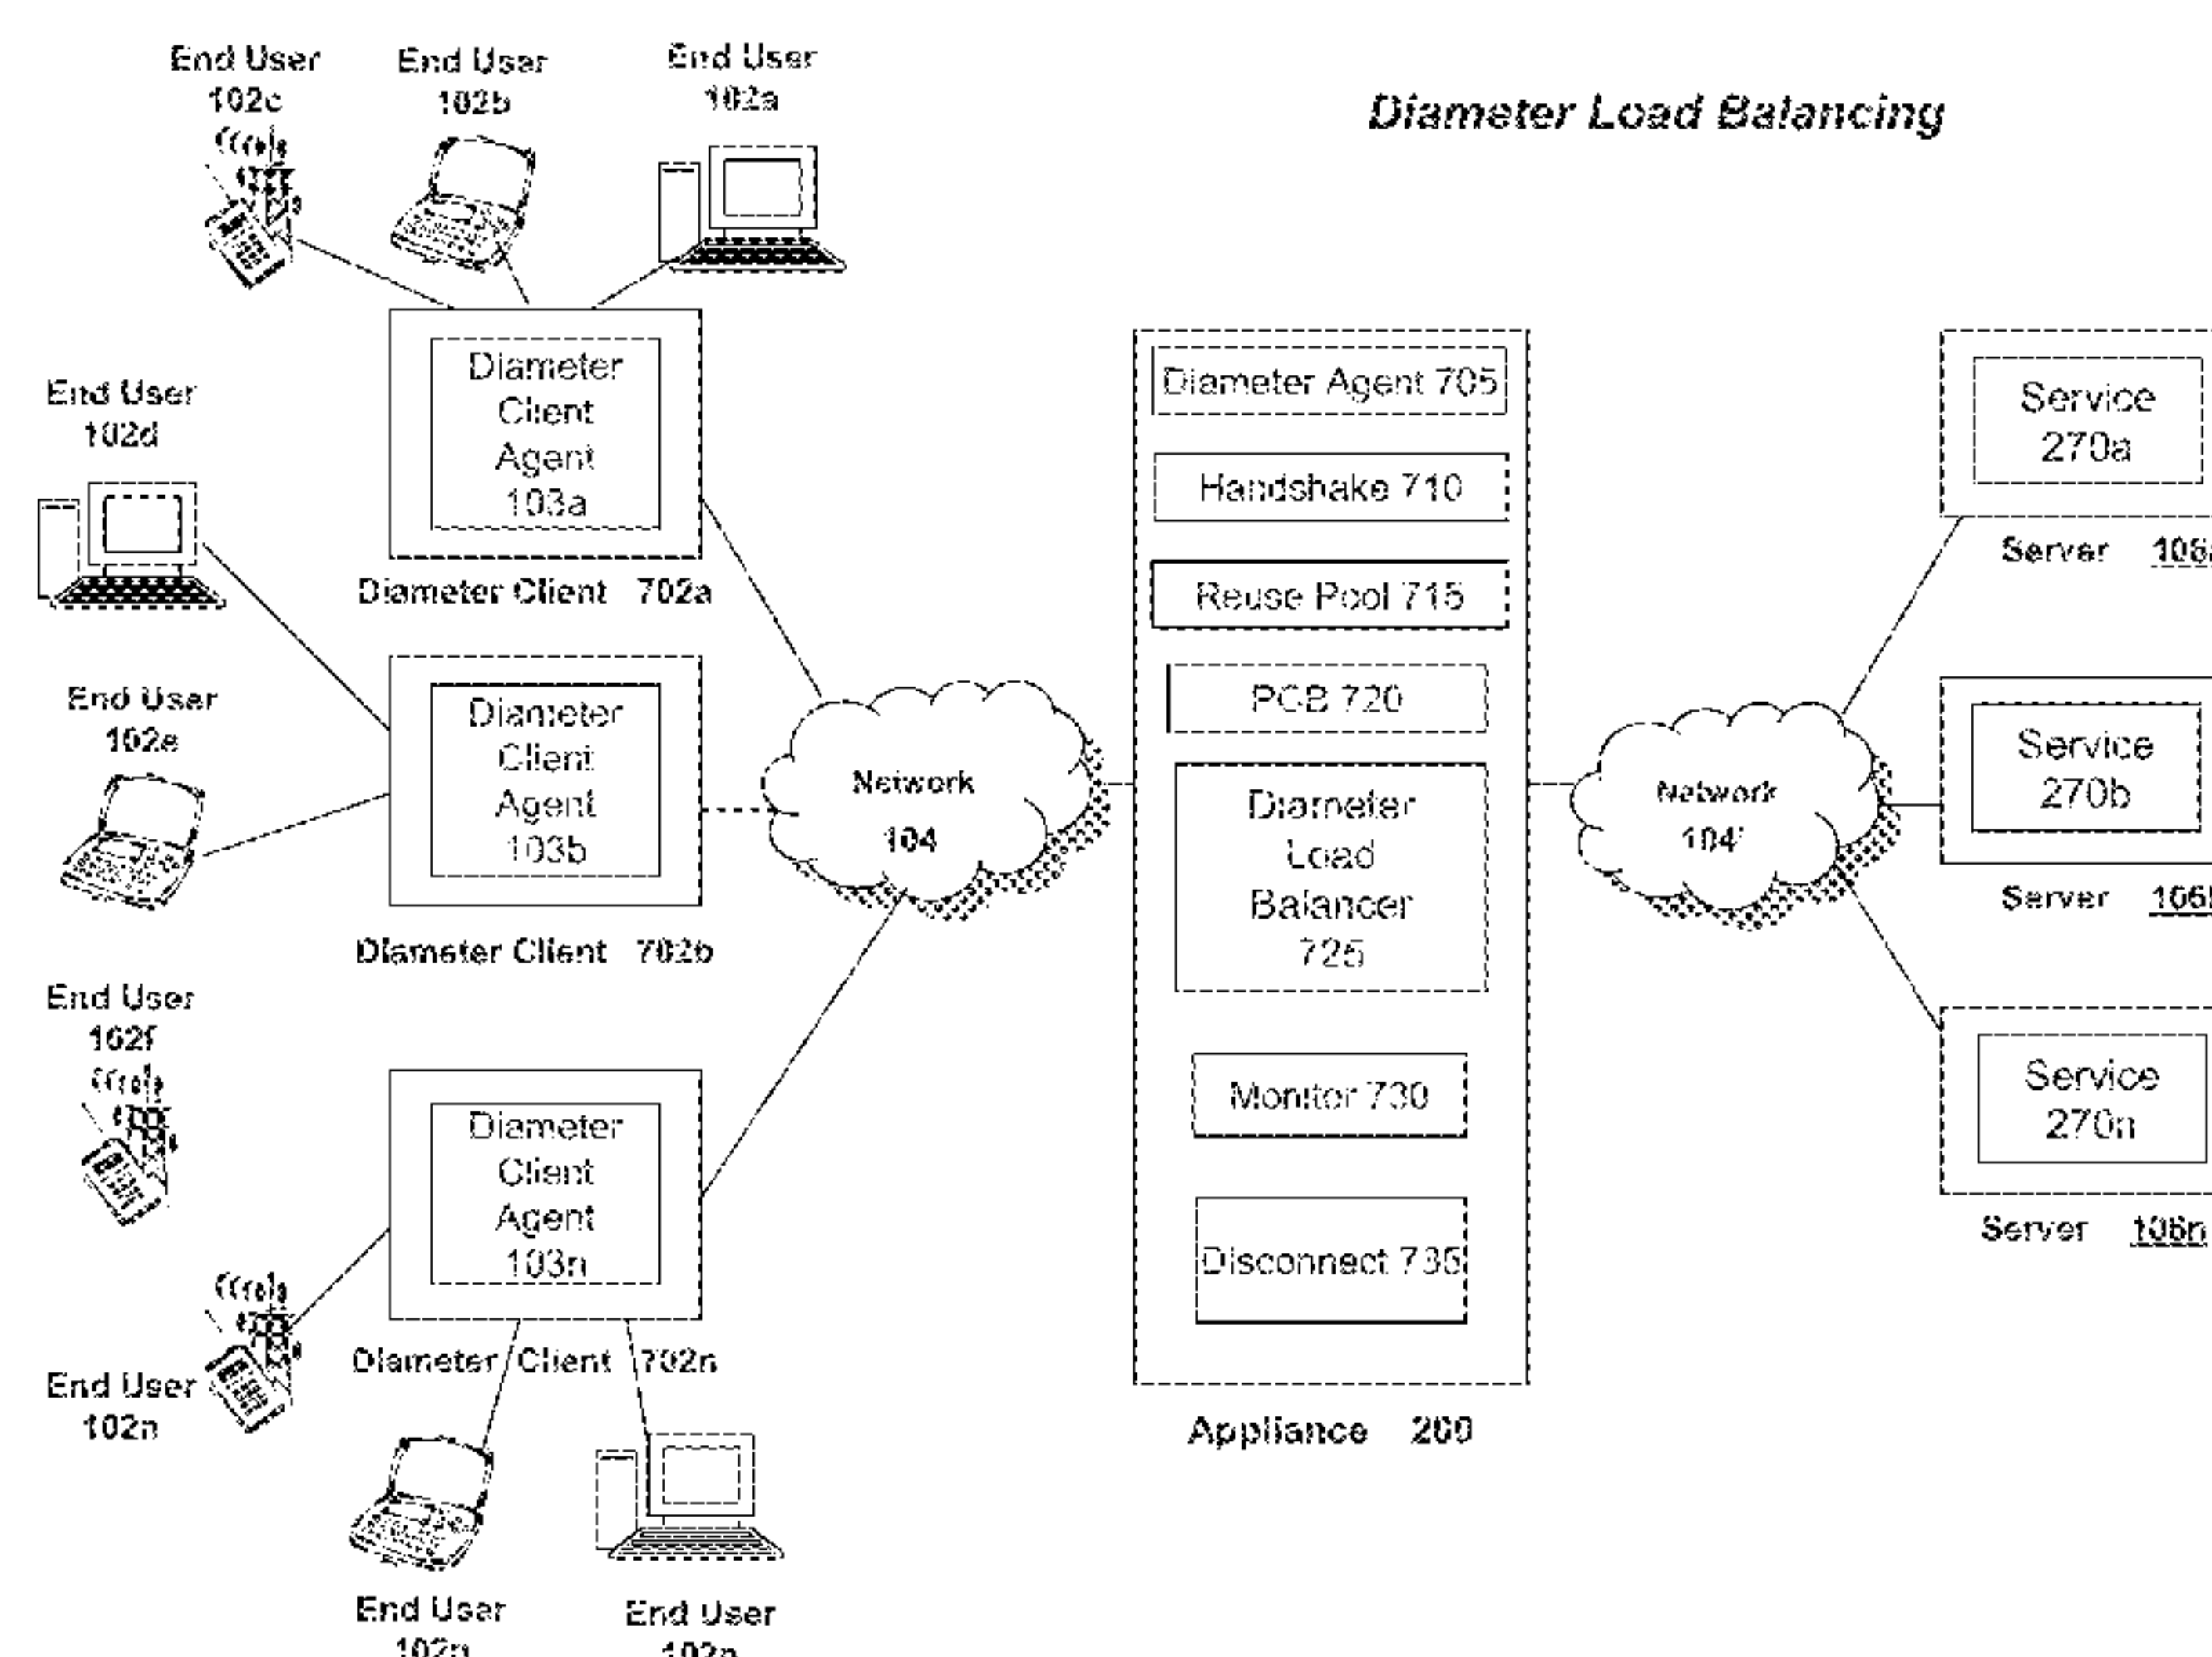 End User
102c
End User
102b
End User
102a
Diameter Load Balancing
Diameter
Client
Agent
103a
Diameter Client 702a
End User
102d
End User
102e
Diameter
Client
Agent
103b
Diameter Client 702b
End User
102f
Diameter
Client
Agent
103n
Diameter Client 702n
End User
102n
End User
102n
End User
102n
Network
104
Diameter Agent 705
Handshake 710
Reuse Pool 715
PCB 720
Diameter
Load
Balancer
725
Monitor 730
Disconnect 735
Appliance 200
Network
104'
Service
270a
Server
Service
270b
Server
Service
270n
Server 106n